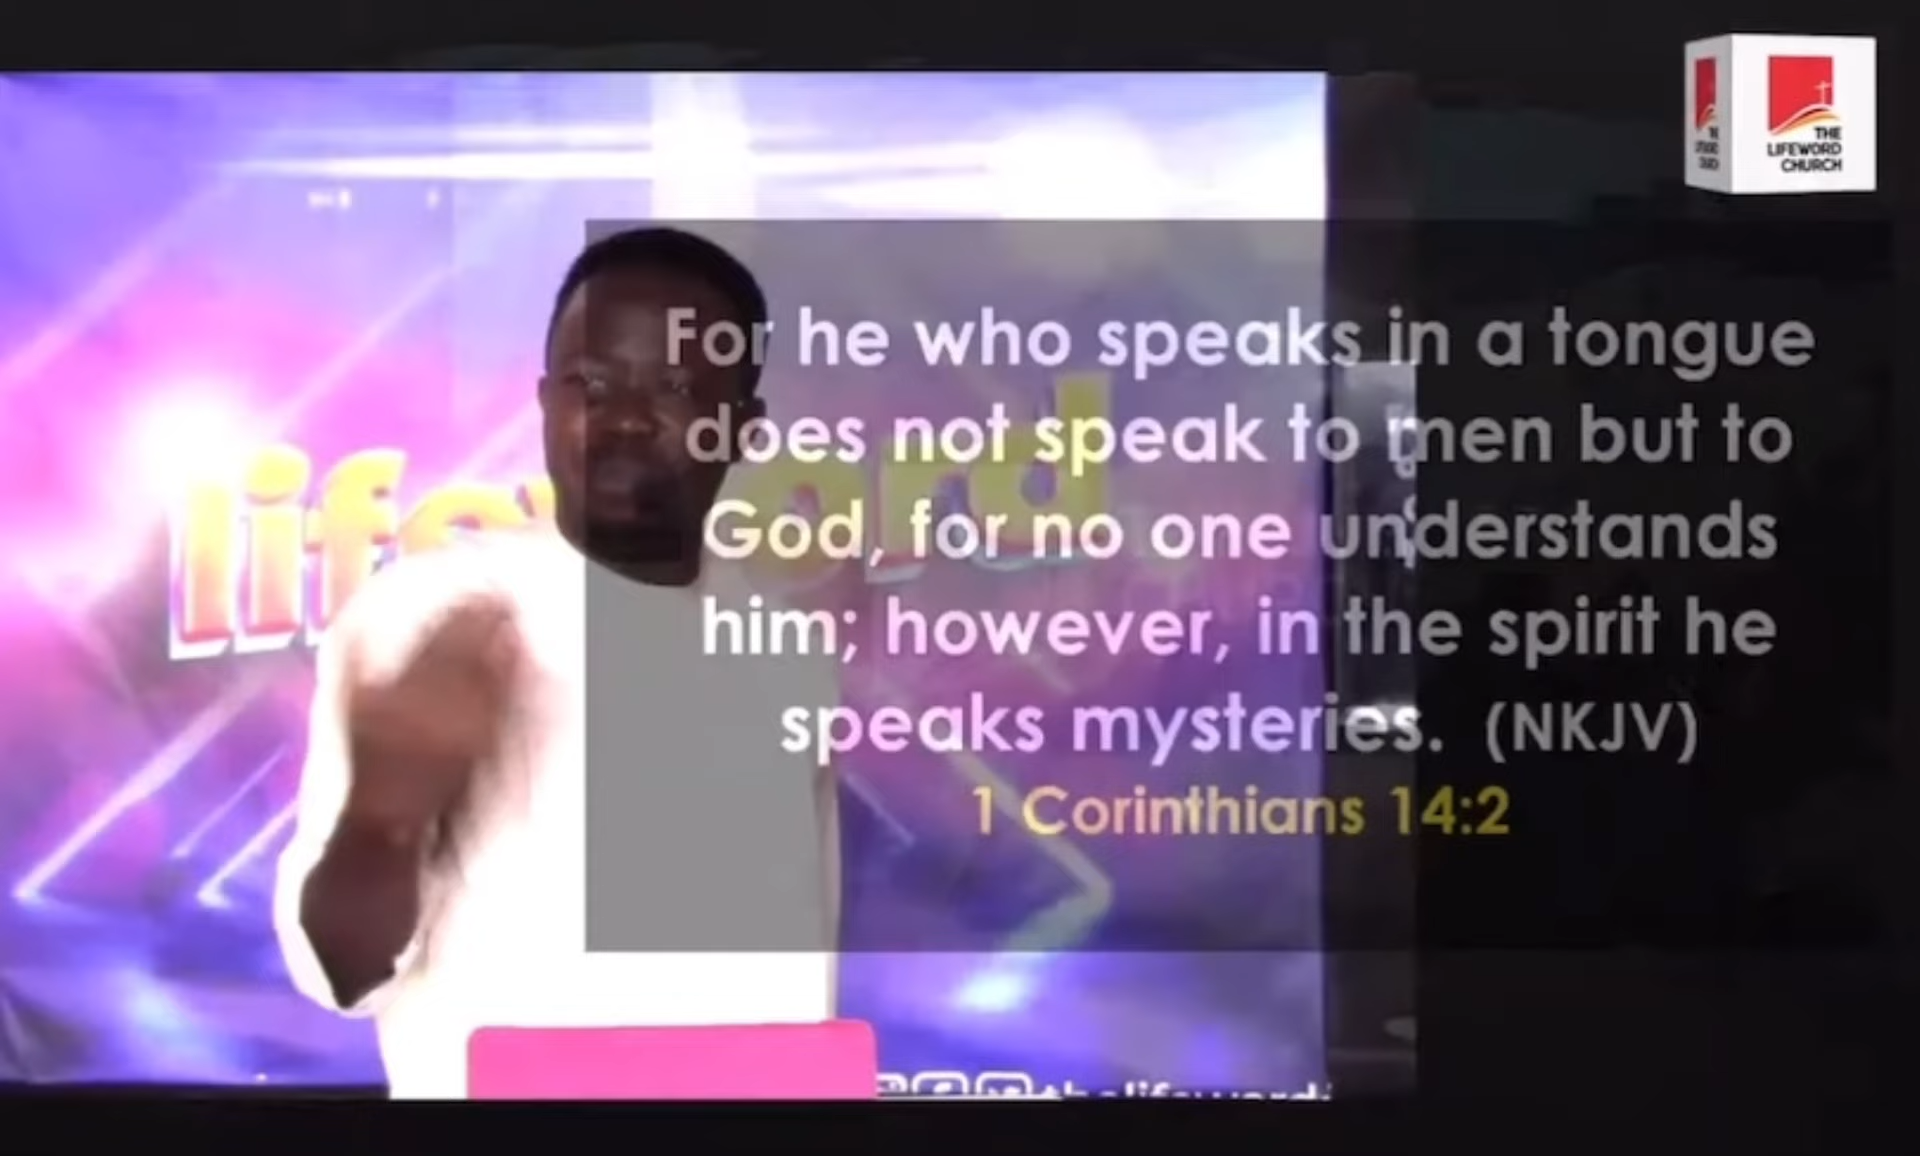 THE
LIFEWORD
CHURCH
For he who speaks in a tongue
does not speak to men but to
God, for no one understands
him; however, in the spirit he
speaks mysteries. (NKJV)
1 Corinthians 14:2